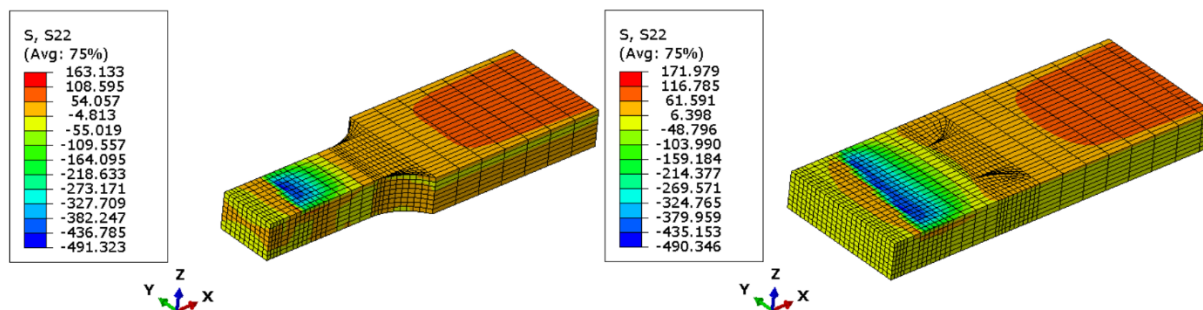 S, S22
(Avg: 75%)
163.133
108.595
54.057
-4.813
-55.019
-109.557
-164.095
-218.633
-273.171
-327.709
-382.247
-436.785
-491.323
Z
Y
X
S, S22
(Avg: 75%)
171.979
116.785
61.591
6.398
-48.796
-103.990
-159.184
-214.377
-269.571
-324.765
-379.959
-435.153
-490.346
Z
Y
X